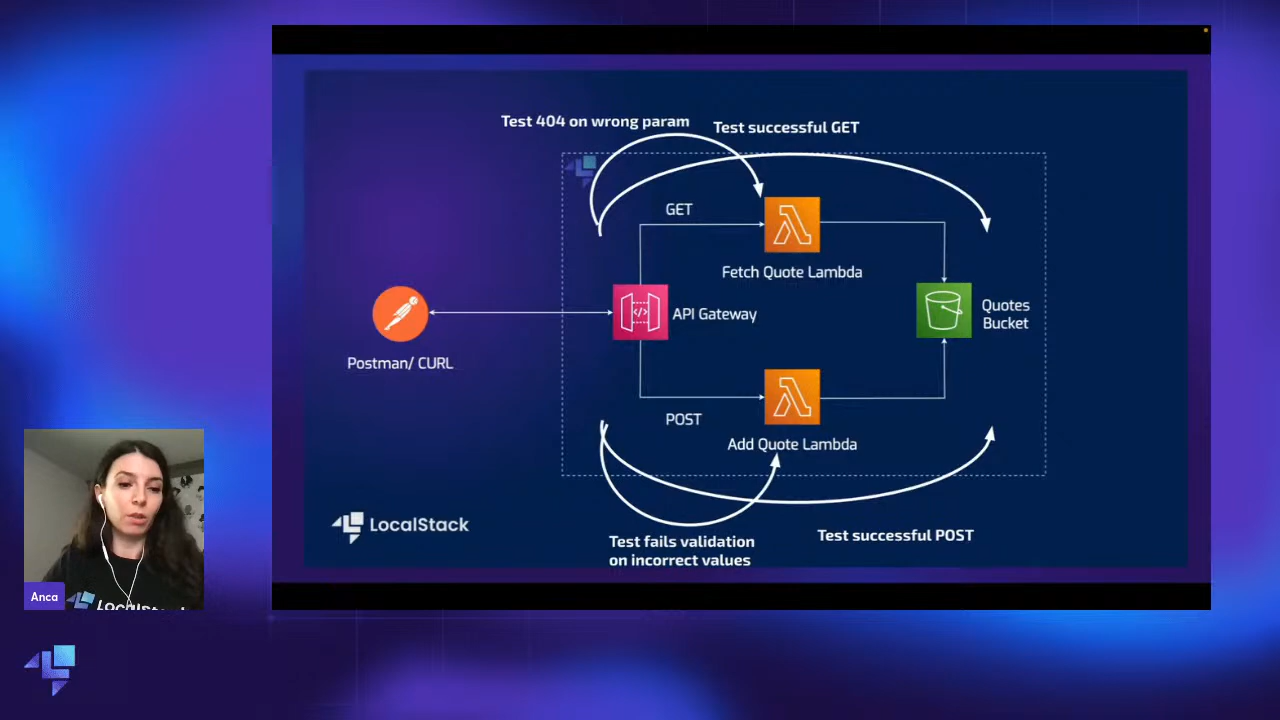 Test 404 on wrong param
Test successful GET
GET
Fetch Quote Lambda
API Gateway
Quotes
Bucket
Postman/ CURL
POST
Add Quote Lambda
LocalStack
Test fails validation
on incorrect values
Test successful POST
Anca
LocalStack